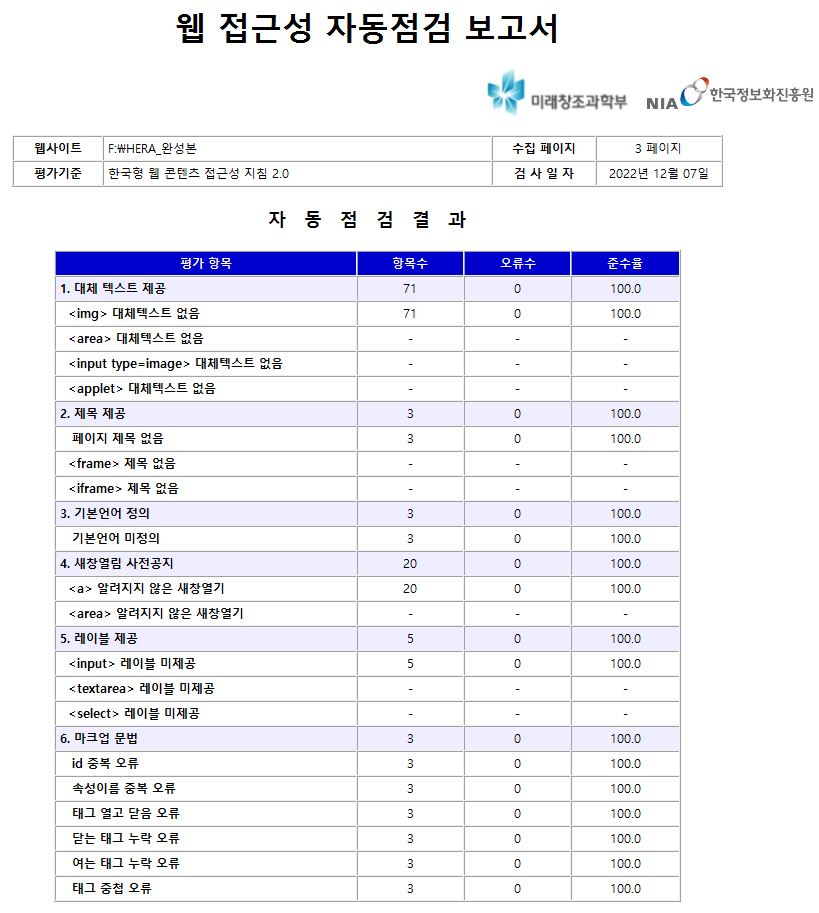 웹 접근성 자동점검 보고서
미래창조과학부 NIA 한국정보화진흥원
웹사이트 F:\HERA_완성본 수집 페이지 3 페이지
평가기준 한국형 웹 콘텐츠 접근성 지침 2.0 검 사 일 자 2022년 12월 07일
자 동 점 검 결 과
평가 항목 항목수 오류수 준수율
1. 대체 텍스트 제공 71 0 100.0
<img> 대체텍스트 없음 71 0 100.0
<area> 대체텍스트 없음 - - -
<input type=image> 대체텍스트 없음 - - -
<applet> 대체텍스트 없음 - - -
2. 제목 제공 3 0 100.0
페이지 제목 없음 3 0 100.0
<frame> 제목 없음 - - -
<iframe> 제목 없음 - - -
3. 기본언어 정의 3 0 100.0
기본언어 미정의 3 0 100.0
4. 새창열림 사전공지 20 0 100.0
<a> 알려지지 않은 새창열기 20 0 100.0
<area> 알려지지 않은 새창열기 - - -
5. 레이블 제공 5 0 100.0
<input> 레이블 미제공 5 0 100.0
<textarea> 레이블 미제공 - - -
<select> 레이블 미제공 - - -
6. 마크업 문법 3 0 100.0
id 중복 오류 3 0 100.0
속성이름 중복 오류 3 0 100.0
태그 열고 닫음 오류 3 0 100.0
닫는 태그 누락 오류 3 0 100.0
여는 태그 누락 오류 3 0 100.0
태그 중첩 오류 3 0 100.0